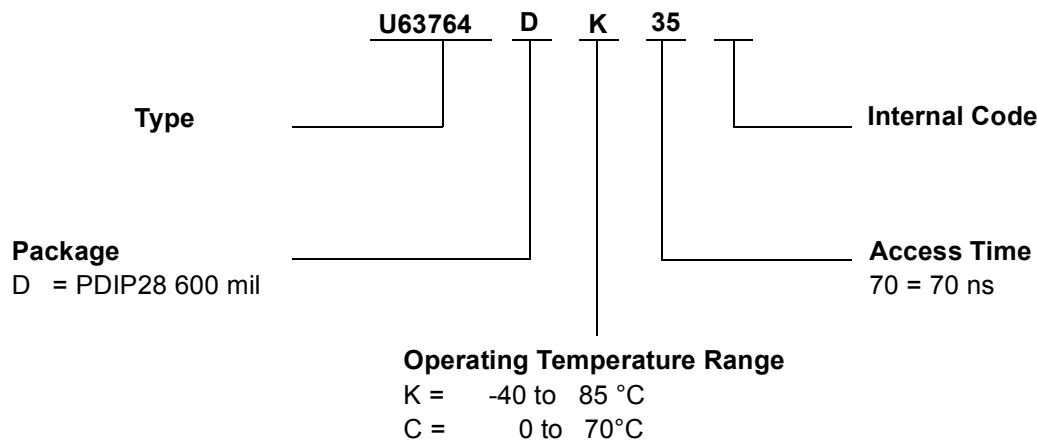 U63764 D K 35
Type
Internal Code
Package
D = PDIP28 600 mil
Access Time
70 = 70 ns
Operating Temperature Range
K = -40 to 85 °C
C = 0 to 70°C